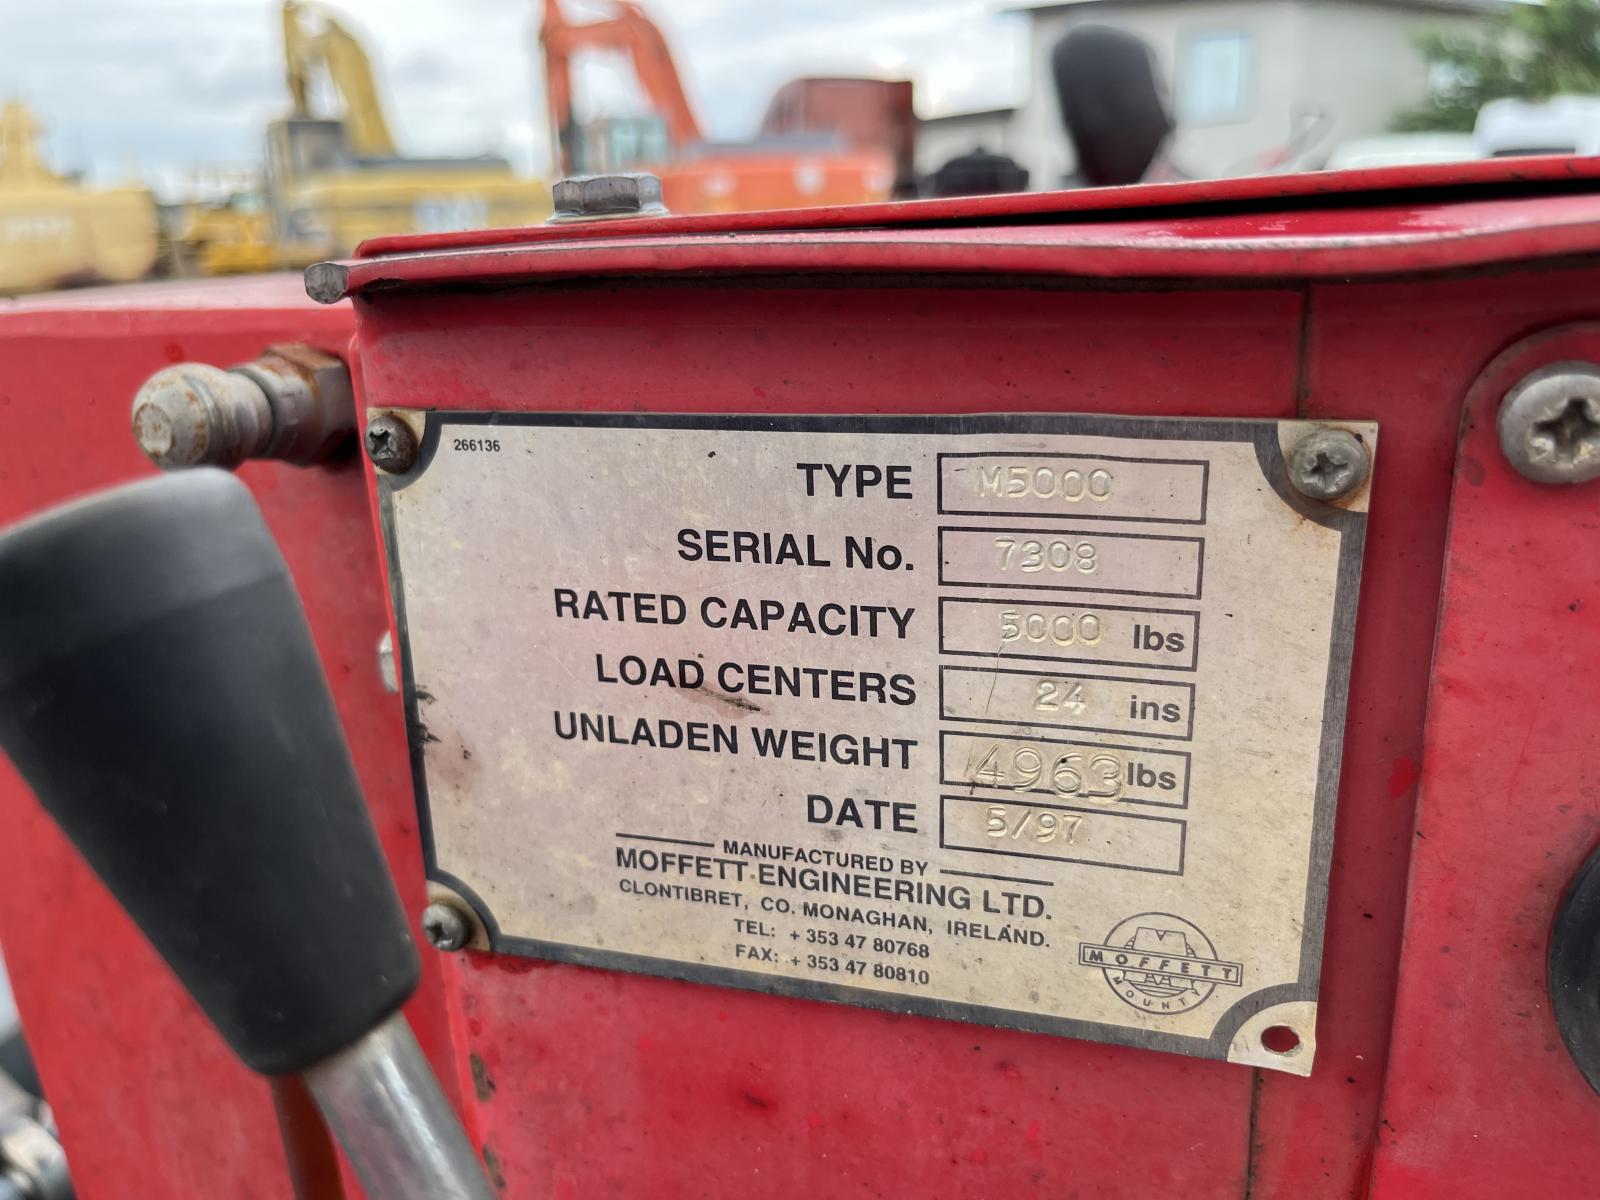 266136
TYPE M5000
SERIAL No. 7308
RATED CAPACITY 5000 lbs
LOAD CENTERS 24 ins
UNLADEN WEIGHT 4963 lbs
DATE 5/97
MANUFACTURED BY
MOFFETT ENGINEERING LTD.
CLONTIBRET, CO. MONAGHAN, IRELAND.
TEL: + 353 47 80768
FAX: + 353 47 80810
MOFFETT
MOUNTY